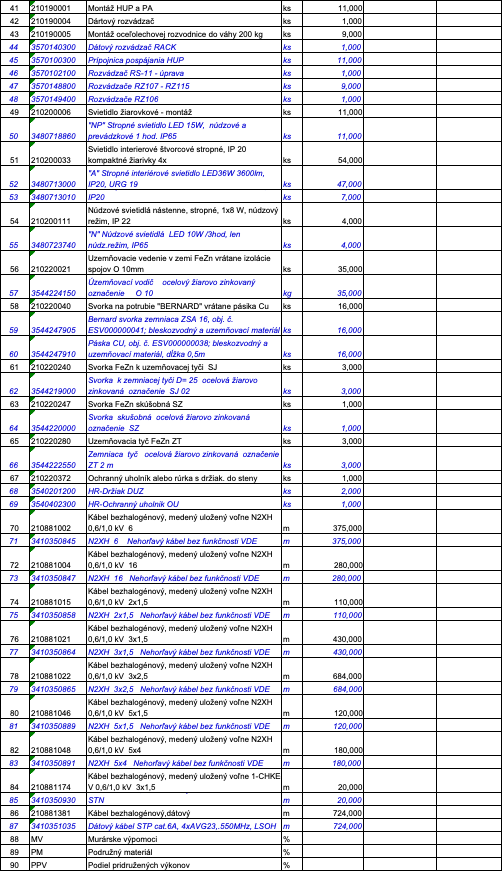 41 210190001 Montáž HUP a PA ks 11,000
42 210190004 Dártový rozvádzač ks 1,000
43 210190005 Montáž oceľolechovej rozvodnice do váhy 200 kg ks 9,000
44 3570140300 Dátový rozvádzač RACK ks 1,000
45 3570100300 Prípojnica pospájania HUP ks 11,000
46 3570102100 Rozvádzač RS-11 - úprava ks 1,000
47 3570148800 Rozvádzače RZ107 - RZ115 ks 9,000
48 3570149400 Rozvádzače RZ106 ks 1,000
49 210200006 Svietidlo žiarovkové - montáž ks 11,000
"NP" Stropné svietidlo LED 15W, núdzové a
50 3480718860 prevádzkové 1 hod. IP65 ks 11,000
Svietidlo interierové štvorcové stropné, IP 20
51 210200033 kompaktné žiarivky 4x ks 54,000
"A" Stropné interiérové svietidlo LED36W 3600lm,
52 3480713000 IP20, URG 19 ks 47,000
53 3480713010 IP20 ks 7,000
Núdzové svietidlá nástenne, stropné, 1x8 W, núdzový
54 210200111 režim, IP 22 ks 4,000
"N" Núdzové svietidlá LED 10W /3hod, len
55 3480723740 núdz.režim, IP65 ks 4,000
Uzemňovacie vedenie v zemi FeZn vrátane izolácie
56 210220021 spojov O 10mm ks 35,000
Územňovací vodič ocelový žiarovo zinkovaný
57 3544224150 označenie O 10 kg 35,000
58 210220040 Svorka na potrubie "BERNARD" vrátane pásika Cu ks 16,000
Bernard svorka zemniaca ZSA 16, obj. č.
59 3544247905 ESV000000041; bleskozvodný a uzemňovací materiál ks 16,000
Páska CU, obj. č. ESV000000038; bleskozvodný a
60 3544247910 uzemňovací materiál, dĺžka 0,5m ks 16,000
61 210220240 Svorka FeZn k uzemňovacej tyči SJ ks 3,000
Svorka k zemniacej tyči D= 25 ocelová žiarovo
62 3544219000 zinkovaná označenie SJ 02 ks 3,000
63 210220247 Svorka FeZn skúšobná SZ ks 1,000
Svorka skušobná ocelová žiarovo zinkovaná
64 3544220000 označenie SZ ks 1,000
65 210220280 Uzemňovacia tyč FeZn ZT ks 3,000
Zemniaca tyč ocelová žiarovo zinkovaná označenie
66 3544222550 ZT 2 m ks 3,000
67 210220372 Ochranný uholník alebo rúrka s držiak. do steny ks 1,000
68 3540201200 HR-Držiak DUZ ks 2,000
69 3540402300 HR-Ochranný uholník OU ks 1,000
Kábel bezhalogénový, medený uložený voľne N2XH
70 210881002 0,6/1,0 kV 6 m 375,000
71 3410350845 N2XH 6 Nehorľavý kábel bez funkčnosti VDE m 375,000
Kábel bezhalogénový, medený uložený voľne N2XH
72 210881004 0,6/1,0 kV 16 m 280,000
73 3410350847 N2XH 16 Nehorľavý kábel bez funkčnosti VDE m 280,000
Kábel bezhalogénový, medený uložený voľne N2XH
74 210881015 0,6/1,0 kV 2x1,5 m 110,000
75 3410350858 N2XH 2x1,5 Nehorľavý kábel bez funkčnosti VDE m 110,000
Kábel bezhalogénový, medený uložený voľne N2XH
76 210881021 0,6/1,0 kV 3x1,5 m 430,000
77 3410350864 N2XH 3x1,5 Nehorľavý kábel bez funkčnosti VDE m 430,000
Kábel bezhalogénový, medený uložený voľne N2XH
78 210881022 0,6/1,0 kV 3x2,5 m 684,000
79 3410350865 N2XH 3x2,5 Nehorľavý kábel bez funkčnosti VDE m 684,000
Kábel bezhalogénový, medený uložený voľne N2XH
80 210881046 0,6/1,0 kV 5x1,5 m 120,000
81 3410350889 N2XH 5x1,5 Nehorľavý kábel bez funkčnosti VDE m 120,000
Kábel bezhalogénový, medený uložený voľne N2XH
82 210881048 0,6/1,0 kV 5x4 m 180,000
83 3410350891 N2XH 5x4 Nehorľavý kábel bez funkčnosti VDE m 180,000
Kábel bezhalogénový, medený uložený voľne 1-CHKE
84 210881174 V 0,6/1,0 kV 3x1,5 m 20,000
85 3410350930 STN m 20,000
86 210881381 Kábel bezhalogénový,dátový m 724,000
87 3410351035 Dátový kábel STP cat.6A, 4xAVG23,.550MHz, LSOH m 724,000
88 MV Murárske výpomoci %
89 PM Podružný materiál %
90 PPV Podiel pridružených výkonov %